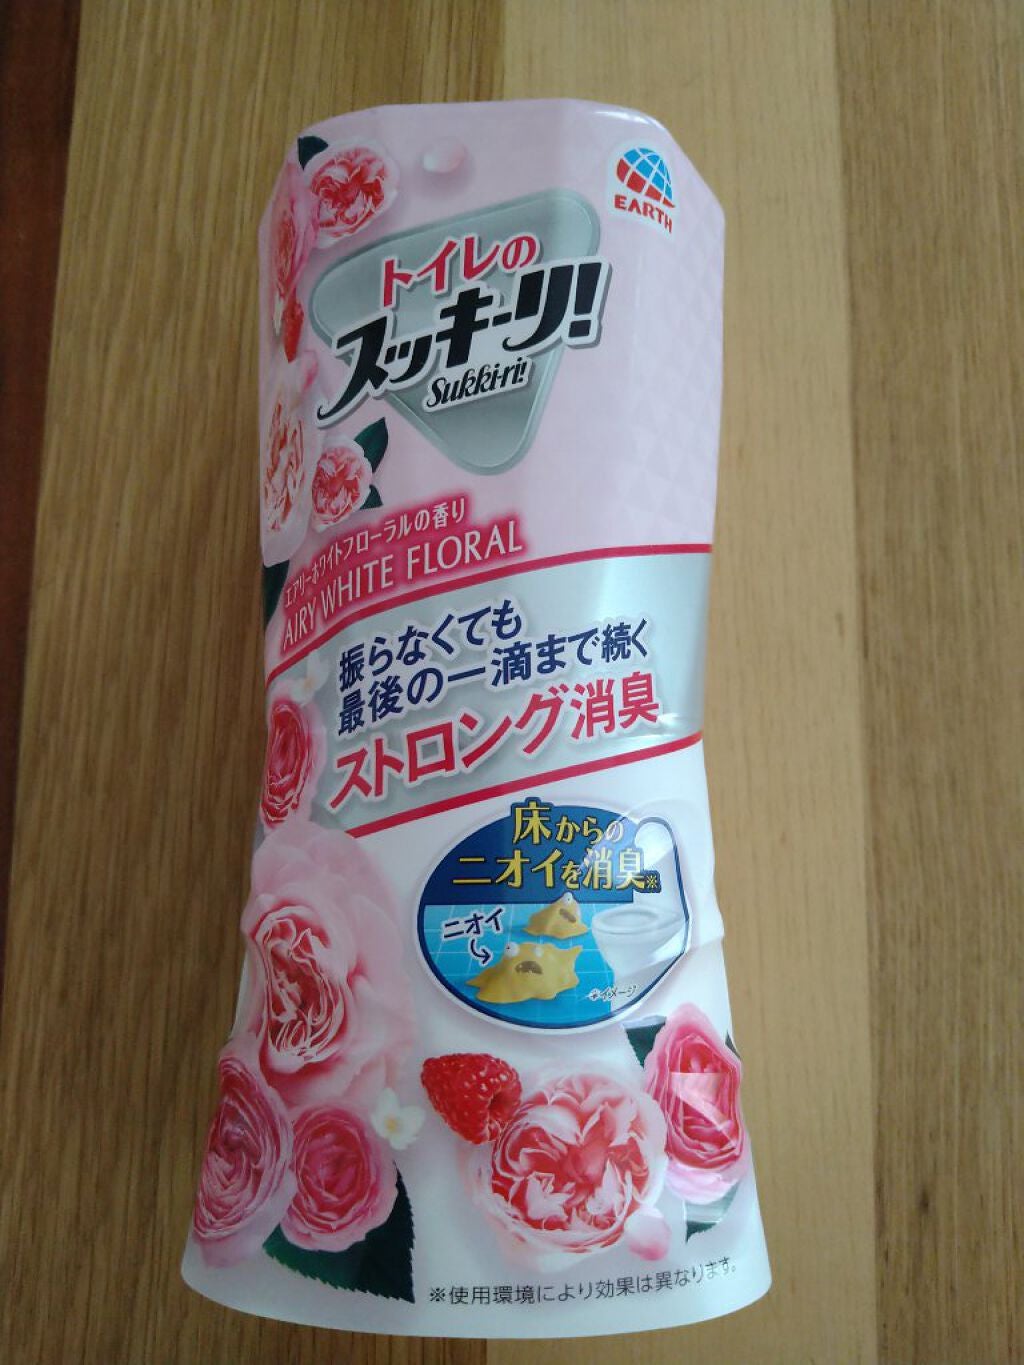 EARTH
トイレの
スッキーリ!
Sukki-ri!
エアリーホワイトフローラルの香り
AIRY WHITE FLORAL
振らなくても
最後の一滴まで続く
ストロング消臭
床からの
ニオイを消臭※
ニオイ
※イメージ
※使用環境により効果は異なります。